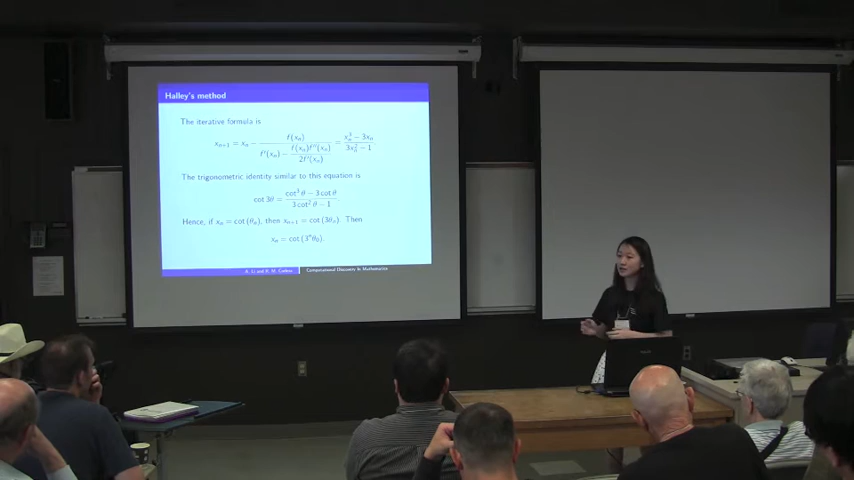 Halley's method
The iterative formula is
x_{n+1} = x_n − f(x_n) / (f′(x_n) − f(x_n)f″(x_n) / 2f′(x_n)) = (x_n^3 − 3x_n) / (3x_n^2 − 1)
The trigonometric identity similar to this equation is
cot 3θ = (cot^3 θ − 3 cot θ) / (3 cot^2 θ − 1).
Hence, if x_n = cot (θ_n), then x_{n+1} = cot (3θ_n). Then
x_n = cot (3^n θ_0).
A. Li and R. M. Corless Computational Discovery in Mathematics